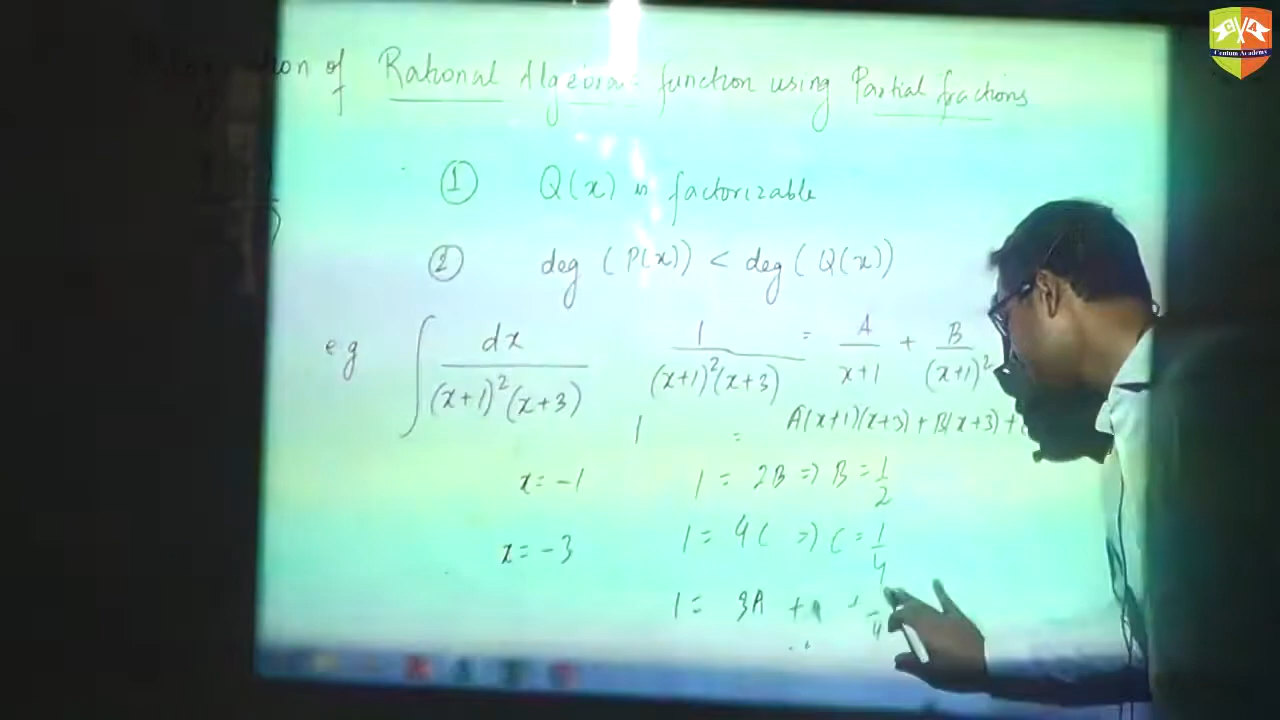 Centum Academy
of Rational Algebraic function using Partial fractions
① Q(x) is factorizable
② deg (P(x)) < deg (Q(x))
eg ∫ dx / (x+1)²(x+3)   1 / (x+1)²(x+3) = A / x+1 + B / (x+1)²
1 = A(x+1)(x+3) + B(x+3) +
x = -1   1 = 2B => B = 1/2
x = -3   1 = 4C => C = 1/4
1 = 3A +